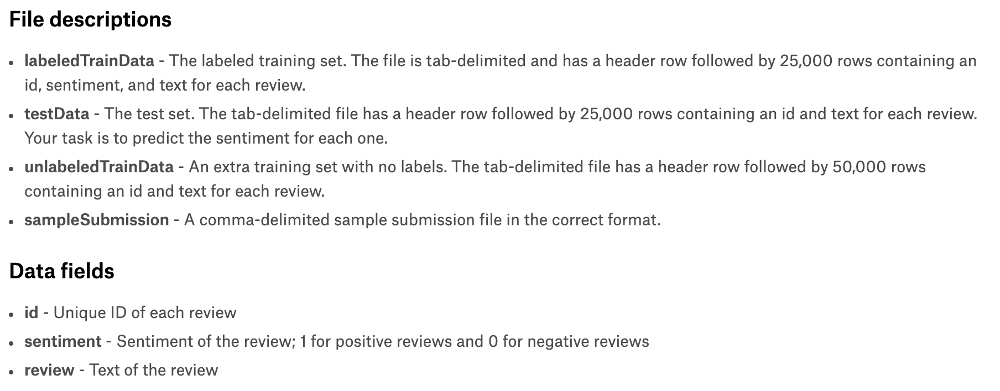 File descriptions
• labeledTrainData - The labeled training set. The file is tab-delimited and has a header row followed by 25,000 rows containing an
id, sentiment, and text for each review.
• testData - The test set. The tab-delimited file has a header row followed by 25,000 rows containing an id and text for each review.
Your task is to predict the sentiment for each one.
• unlabeledTrainData - An extra training set with no labels. The tab-delimited file has a header row followed by 50,000 rows
containing an id and text for each review.
• sampleSubmission - A comma-delimited sample submission file in the correct format.
Data fields
• id - Unique ID of each review
• sentiment - Sentiment of the review; 1 for positive reviews and 0 for negative reviews
• review - Text of the review